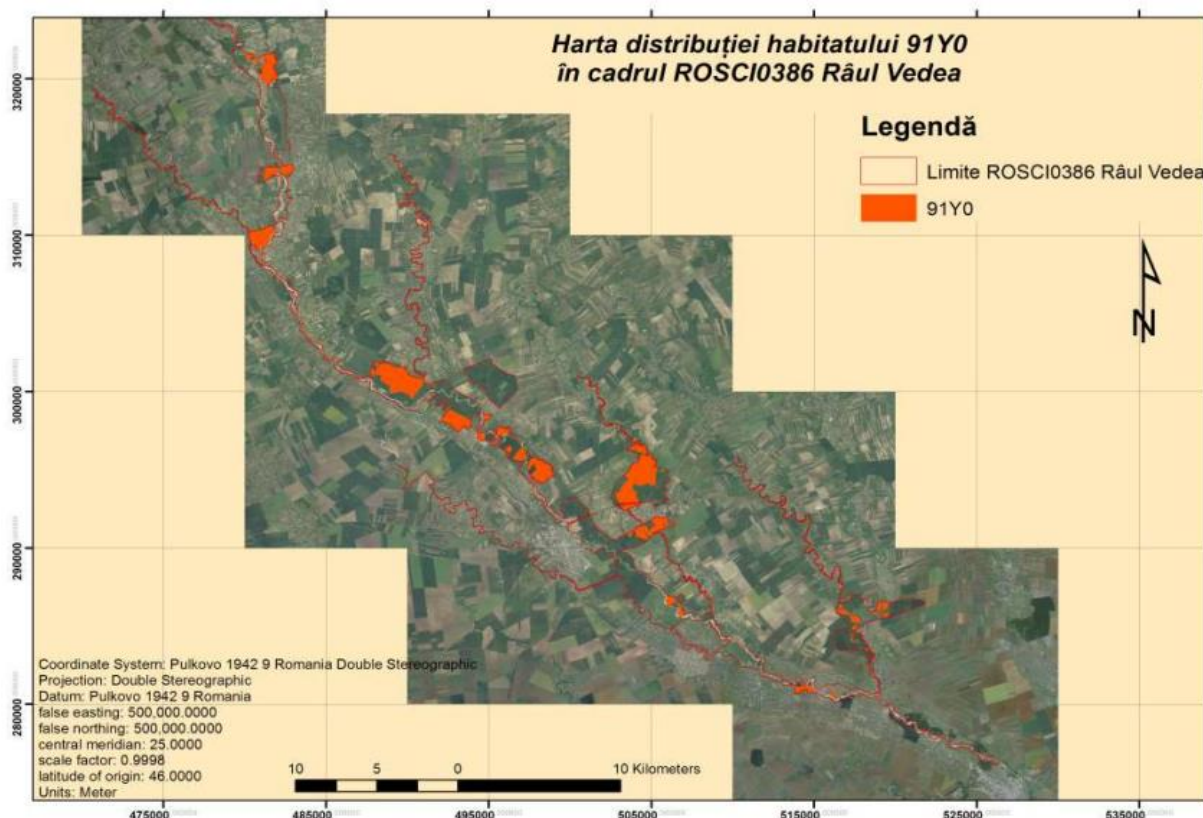 Harta distribuției habitatului 91Y0
în cadrul ROSCI0386 Râul Vedea
Legendă
Limite ROSCI0386 Râul Vedea
91Y0
N
320000
310000
300000
290000
280000
Coordinate System: Pulkovo 1942 9 Romania Double Stereographic
Projection: Double Stereographic
Datum: Pulkovo 1942 9 Romania
false easting: 500,000.0000
false northing: 500,000.0000
central meridian: 25.0000
scale factor: 0.9998
latitude of origin: 46.0000
Units: Meter
10 5 0 10 Kilometers
475000 485000 495000 505000 515000 525000 535000